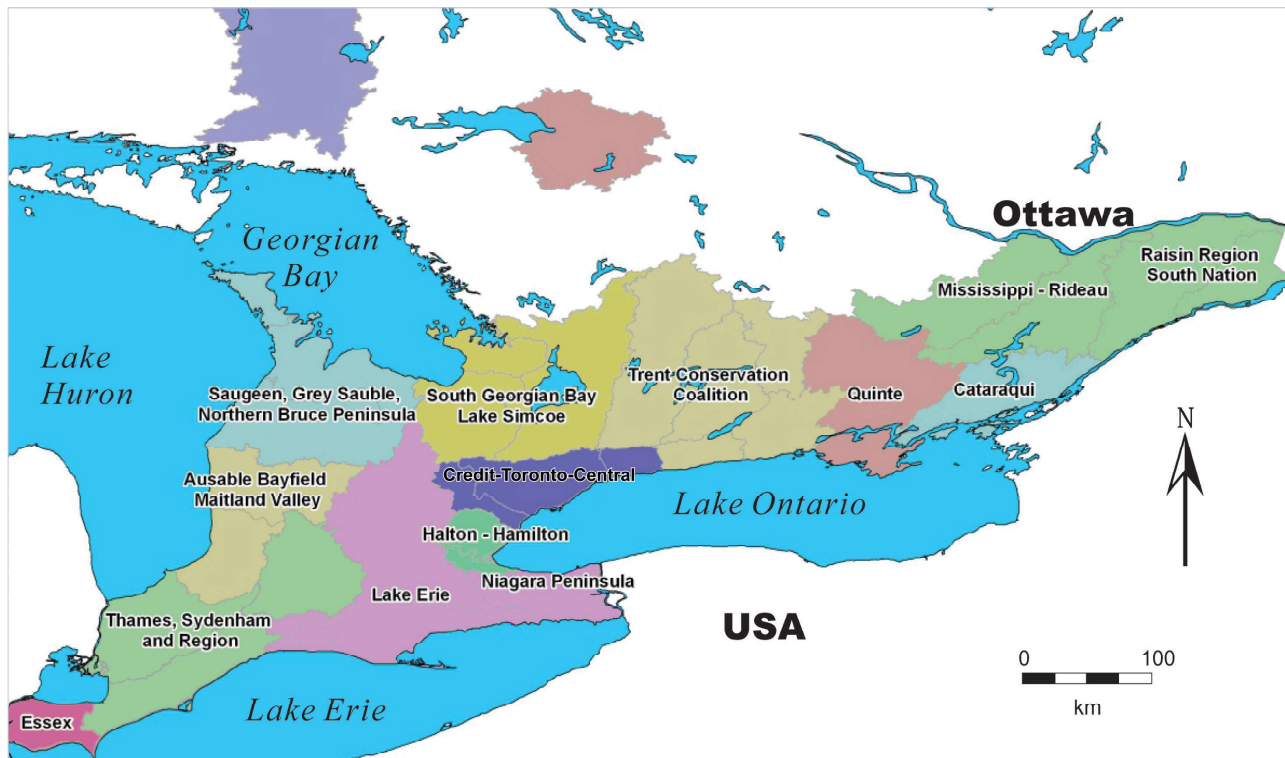 Ottawa
Georgian
Bay
Raisin Region
South Nation
Mississippi - Rideau
Lake
Huron
Saugeen, Grey Sauble,
Northern Bruce Peninsula
South Georgian Bay
Lake Simcoe
Trent Conservation
Coalition
Quinte
Cataraqui
N
Ausable Bayfield
Maitland Valley
Credit-Toronto-Central
Lake Ontario
Halton - Hamilton
Niagara Peninsula
Lake Erie
Thames, Sydenham
and Region
USA
0 100
km
Essex
Lake Erie